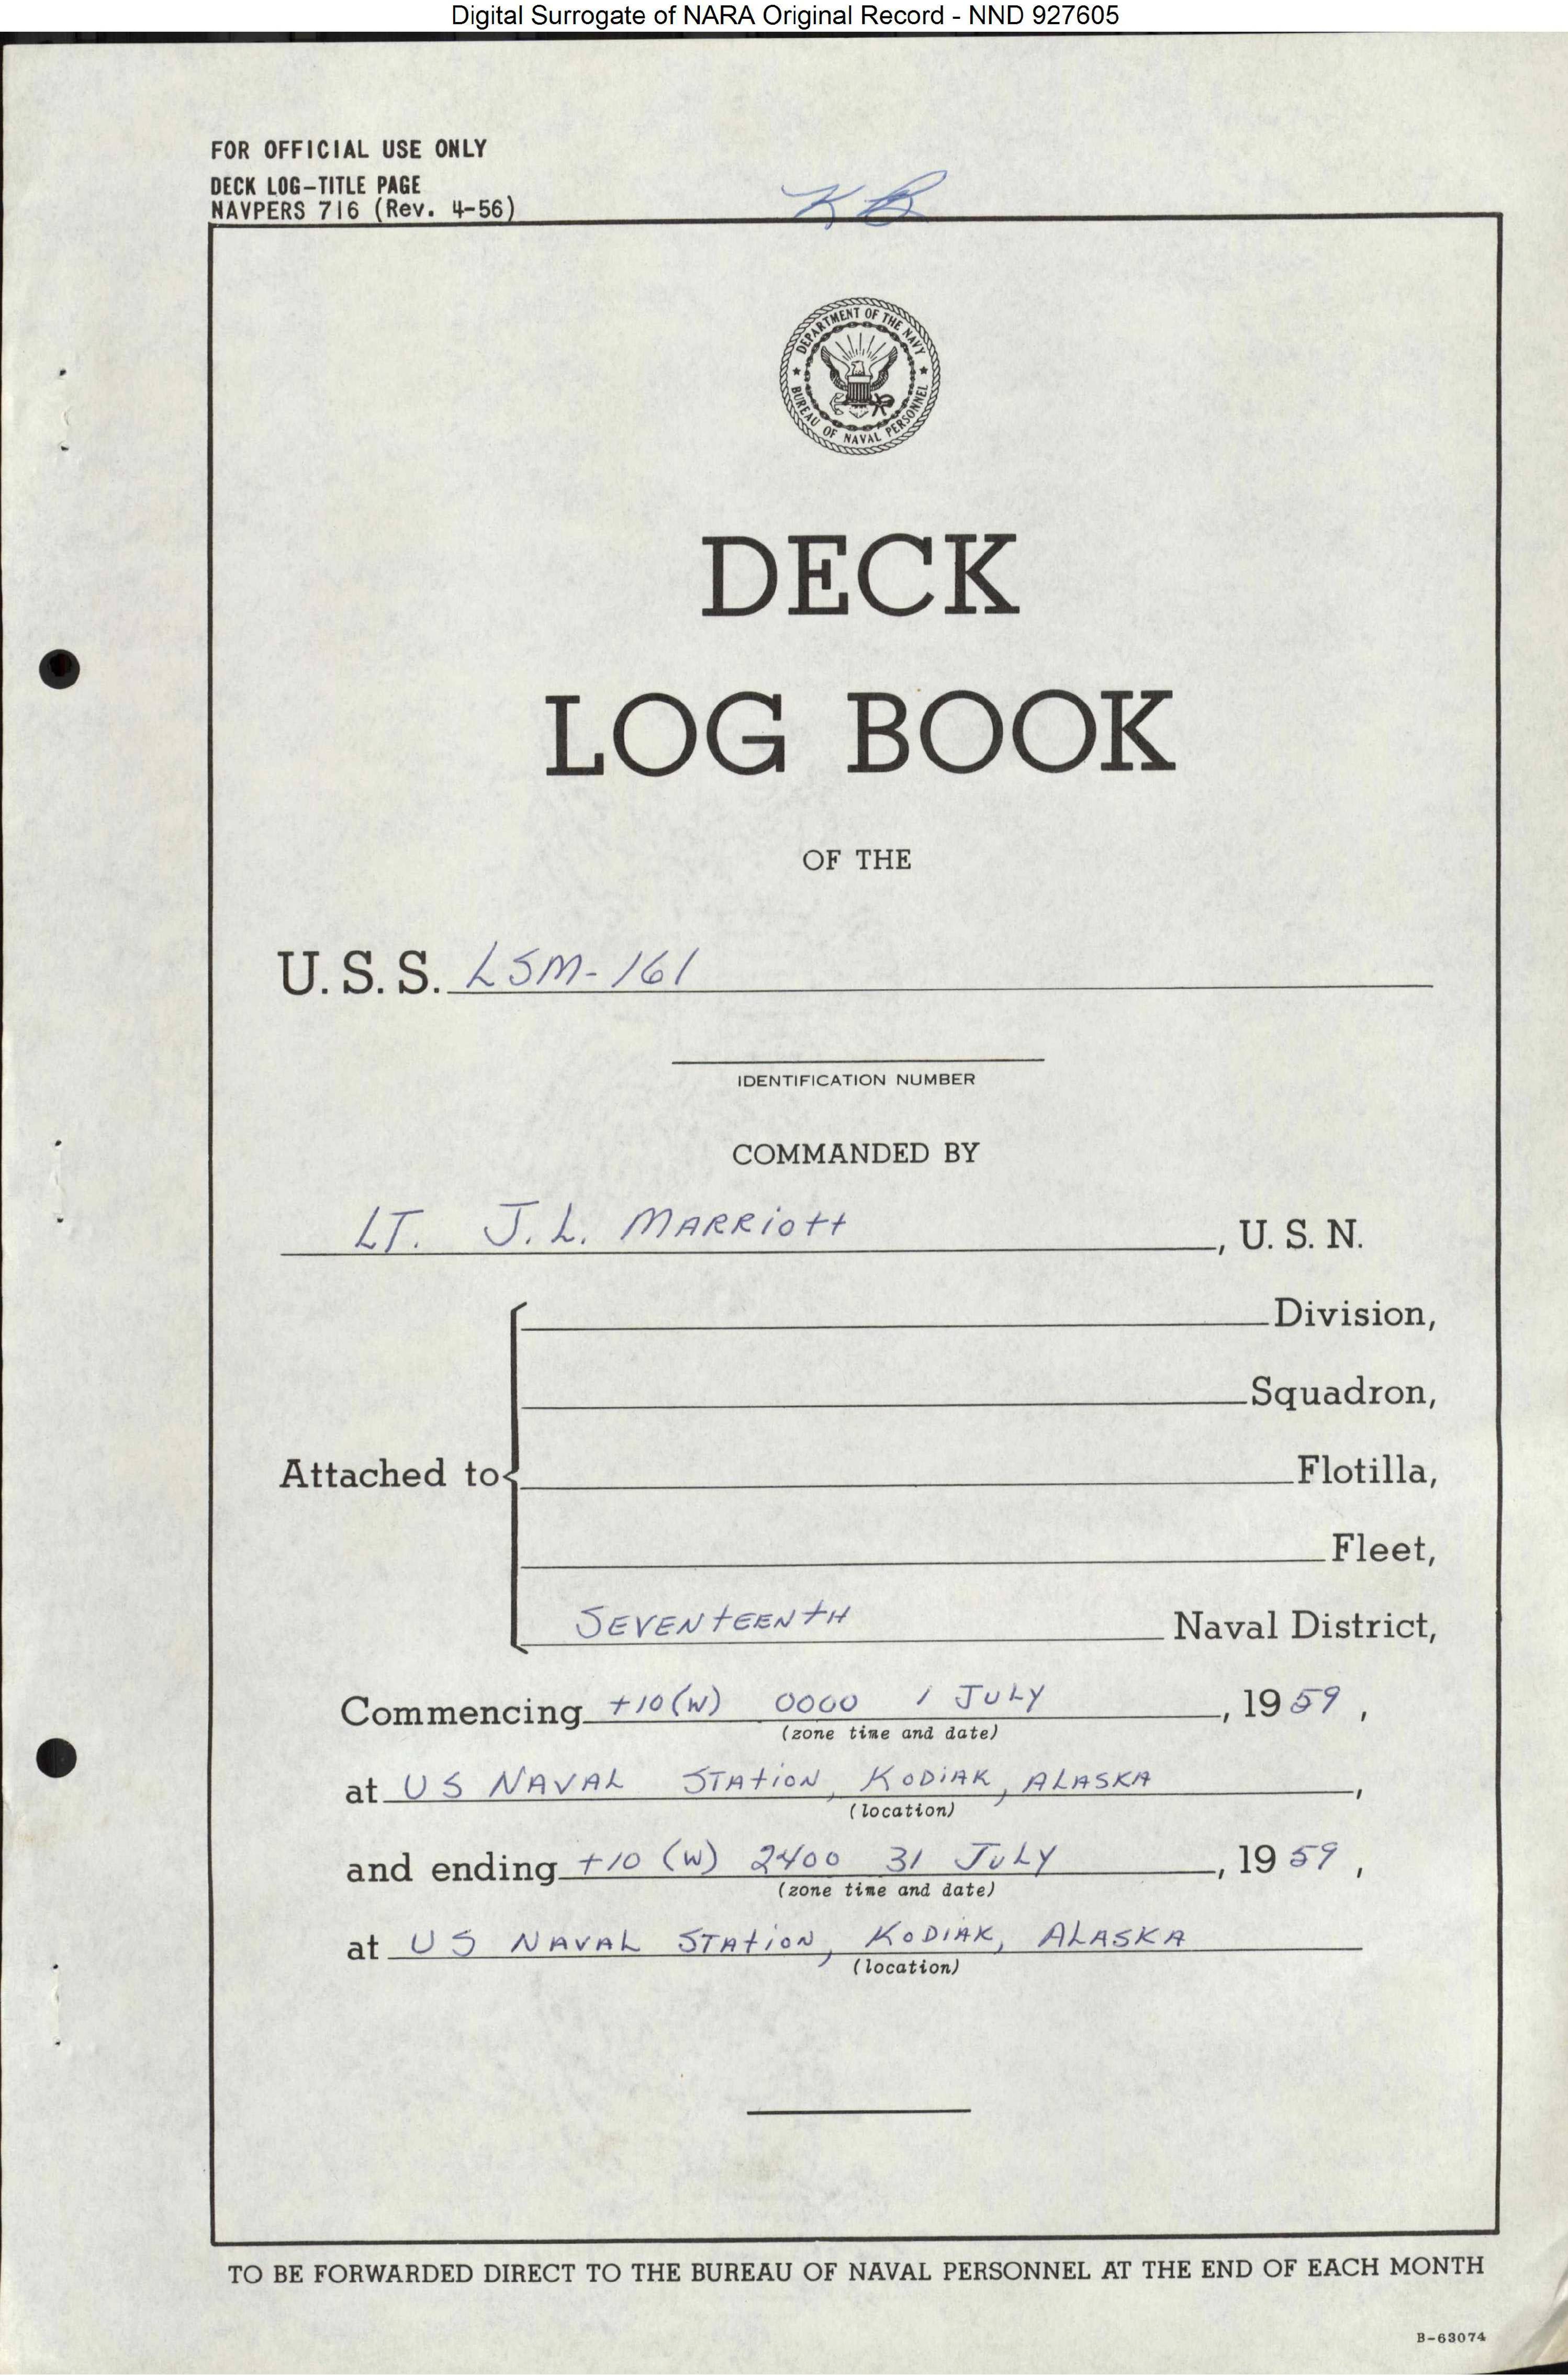 Digital Surrogate of NARA Original Record - NND 927605
FOR OFFICIAL USE ONLY
DECK LOG-TITLE PAGE
NAVPERS 716 (Rev. 4-56)
KB
DEPARTMENT OF THE NAVY
BUREAU OF NAVAL PERSONNEL
DECK
LOG BOOK
OF THE
U.S.S. LSM-161
IDENTIFICATION NUMBER
COMMANDED BY
LT. J.L. MARRiOtt, U.S.N.
Division,
Squadron,
Attached to Flotilla,
Fleet,
SEVENtEENtH Naval District,
Commencing +10(W) 0000 1 JULY, 1959,
(zone time and date)
at US NAVAL STAtiON, KODiAK, ALASKA,
(location)
and ending +10 (W) 2400 31 JULY, 1959,
(zone time and date)
at US NAVAL STAtiON, KODIAK, ALASKA
(location)
TO BE FORWARDED DIRECT TO THE BUREAU OF NAVAL PERSONNEL AT THE END OF EACH MONTH
B-63074